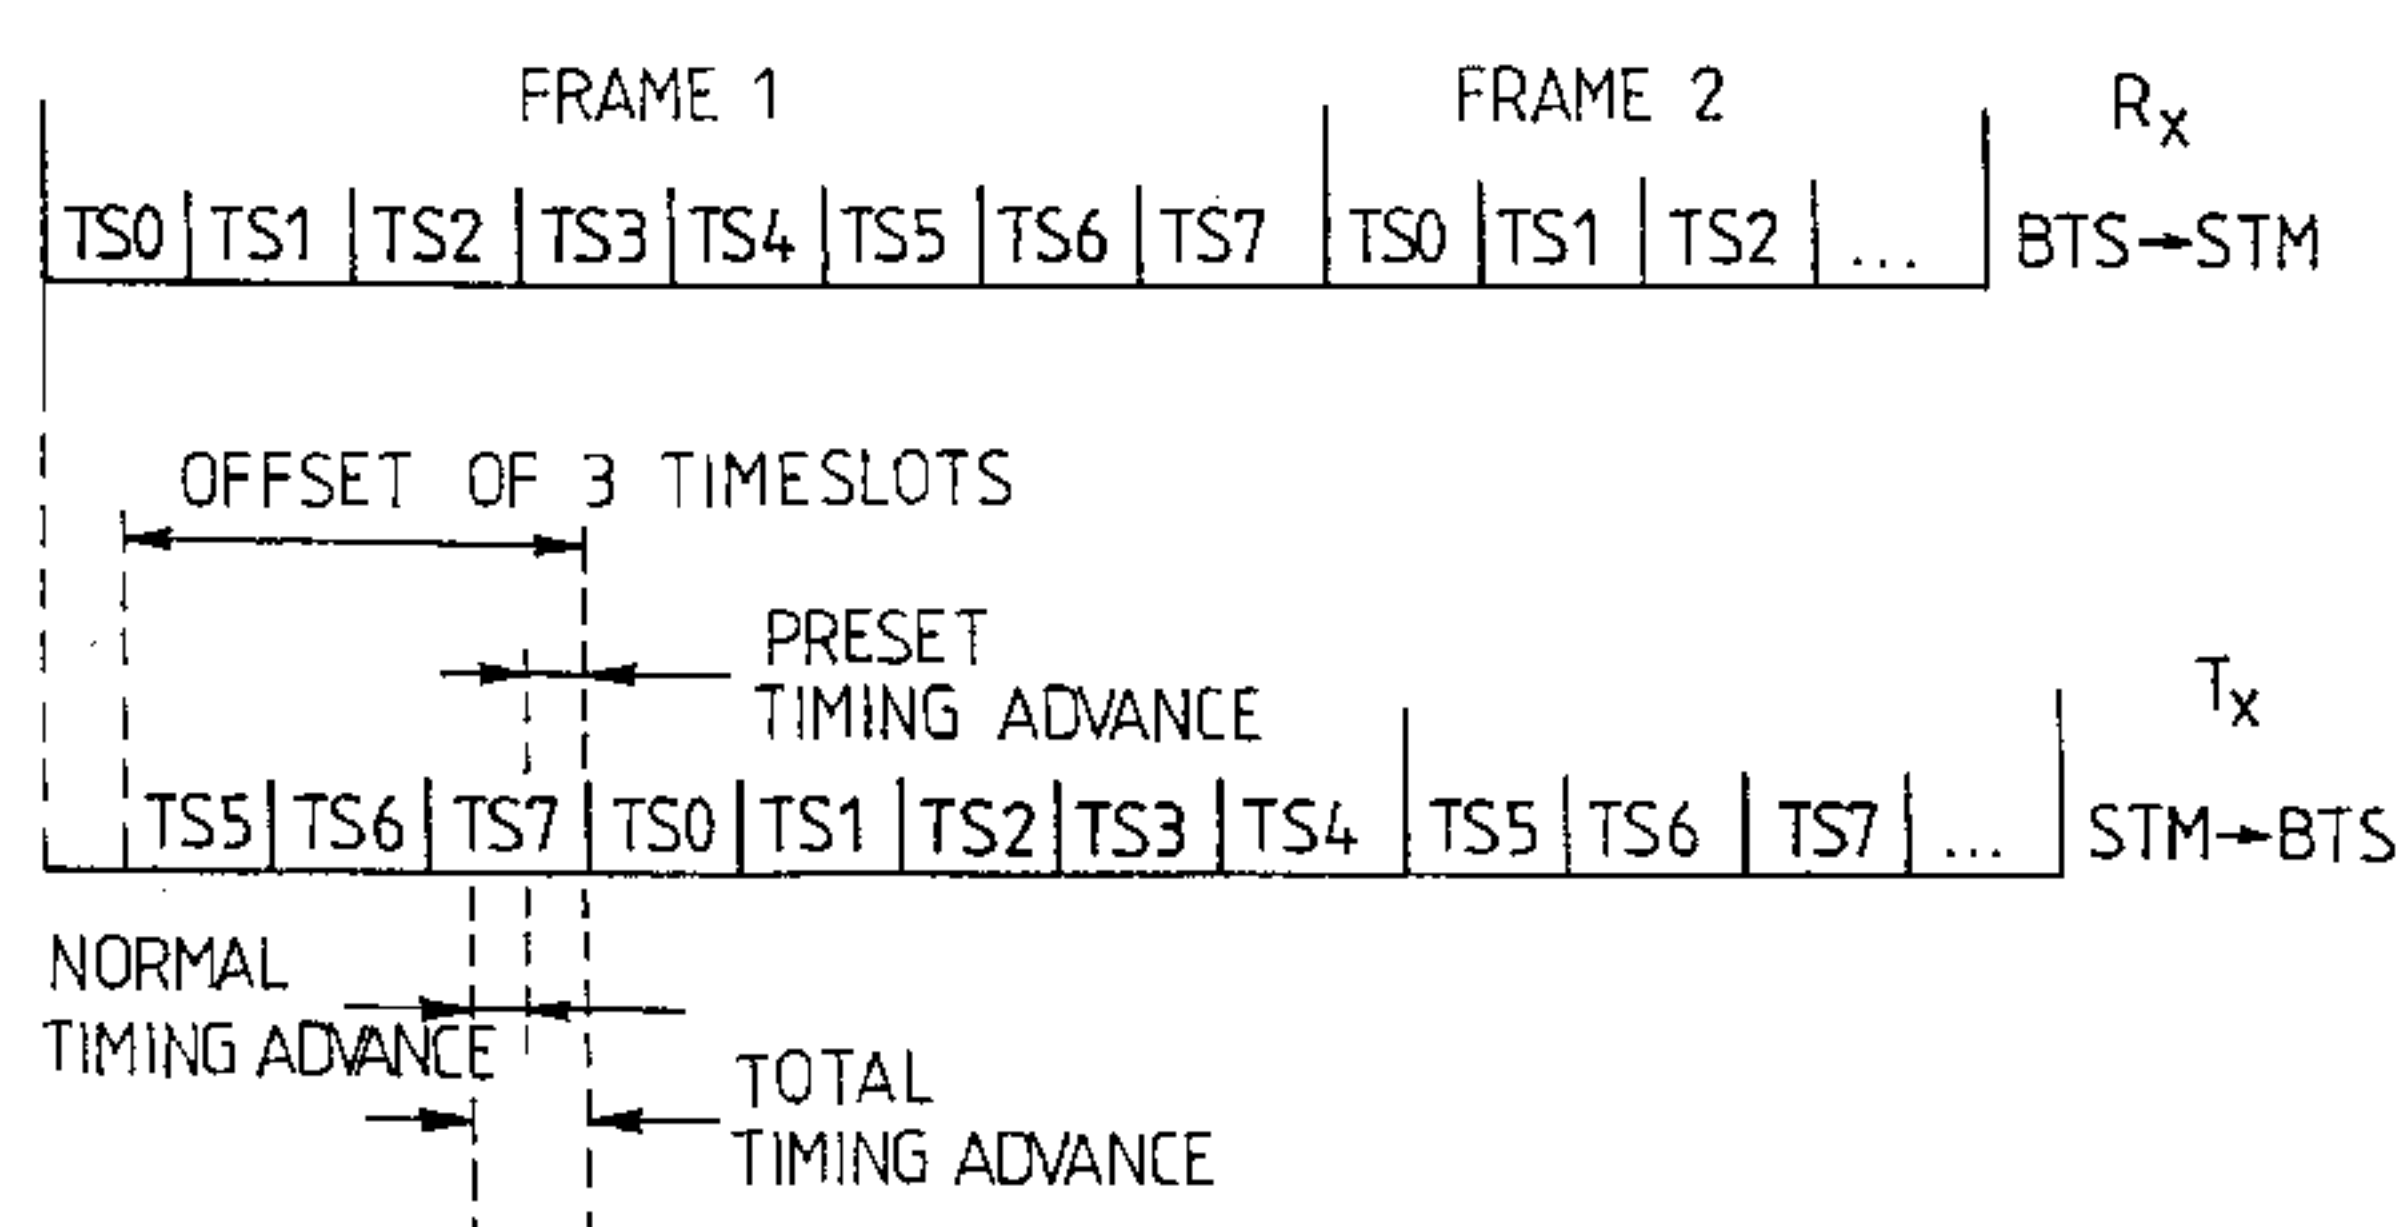 FRAME 1 FRAME 2 Rx
TS0 TS1 TS2 TS3 TS4 TS5 TS6 TS7 TS0 TS1 TS2 ... BTS→STM
OFFSET OF 3 TIMESLOTS
PRESET
TIMING ADVANCE
Tx
TS5 TS6 TS7 TS0 TS1 TS2 TS3 TS4 TS5 TS6 TS7 ... STM→BTS
NORMAL
TIMING ADVANCE
TOTAL
TIMING ADVANCE